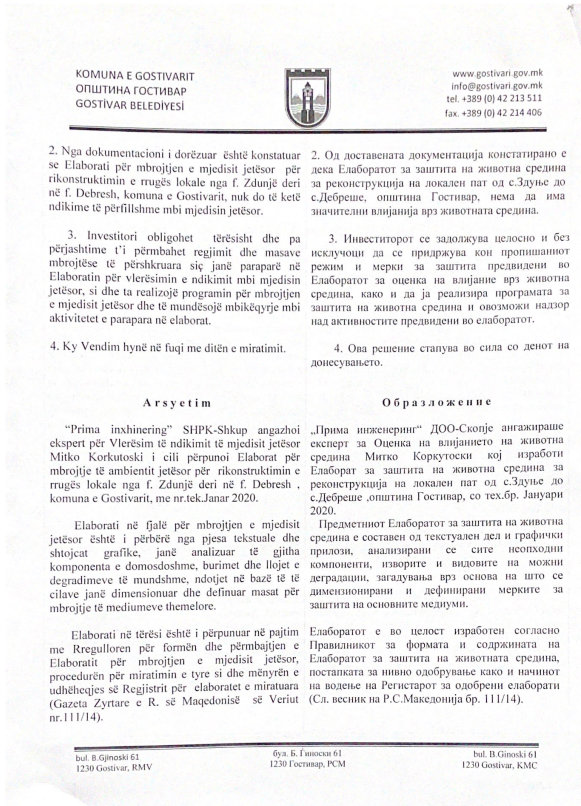 KOMUNA E GOSTIVARIT
ОПШТИНА ГОСТИВАР
GOSTİVAR BELEDİYESİ
www.gostivari.gov.mk
info@gostivari.gov.mk
tel. +389 (0) 42 213 511
fax. +389 (0) 42 214 406
2. Nga dokumentacioni i dorëzuar është konstatuar
se Elaborati për mbrojtjen e mjedisit jetësor për
rikonstruktimin e rrugës lokale nga f. Zdunjë deri
në f. Debresh, komuna e Gostivarit, nuk do të ketë
ndikime të përfillshme mbi mjedisin jetësor.
3. Investitori obligohet tërësisht dhe pa
përjashtime t'i përmbahet regjimit dhe masave
mbrojtëse të përshkruara siç janë paraparë në
Elaboratin për vlerësimin e ndikimit mbi mjedisin
jetësor, si dhe ta realizojë programin për mbrojtjen
e mjedisit jetësor dhe të mundësojë mbikëqyrje mbi
aktivitetet e parapara në elaborat.
4. Ky Vendim hynë në fuqi me ditën e miratimit.
Arsyetim
“Prima inxhinering” SHPK-Shkup angazhoi
ekspert për Vlerësim të ndikimit të mjedisit jetësor
Mitko Korkutoski i cili përpunoi Elaborat për
mbrojtje të ambientit jetësor për rikonstruktimin e
rrugës lokale nga f. Zdunjë deri në f. Debresh ,
komuna e Gostivarit, me nr.tek.Janar 2020.
Elaborati në fjalë për mbrojtjen e mjedisit
jetësor është i përbërë nga pjesa tekstuale dhe
shtojcat grafike, janë analizuar të gjitha
komponenta e domosdoshme, burimet dhe llojet e
degradimeve të mundshme, ndotjet në bazë të të
cilave janë dimensionuar dhe definuar masat për
mbrojtje të mediumeve themelore.
Elaborati në tërësi është i përpunuar në pajtim
me Rregulloren për formën dhe përmbajtjen e
Elaboratit për mbrojtjen e mjedisit jetësor,
procedurën për miratimin e tyre si dhe mënyrën e
udhëheqjes së Regjistrit për elaboratet e miratuara
(Gazeta Zyrtare e R. së Maqedonisë së Veriut
nr.111/14).
2. Од доставената документација констатирано е
дека Елаборатот за заштита на животна средина
за реконструкција на локален пат од с.Здуње до
с.Дебреше, општина Гостивар, нема да има
значителни влијанија врз животната средина.
3. Инвеститорот се задолжува целосно и без
исклучоци да се придржува кон пропишаниот
режим и мерки за заштита предвидени во
Елаборатот за оценка на влијание врз животна
средина, како и да ја реализира програмата за
заштита на животна средина и овозможи надзор
над активностите предвидени во елаборатот.
4. Ова решение стапува во сила со денот на
донесувањето.
Образложение
„Прима инженеринг“ ДОО-Скопје ангажираше
експерт за Оценка на влијанието на животна
средина Митко Коркутоски кој изработи
Елаборат за заштита на животна средина за
реконструкција на локален пат од с.Здуње до
с.Дебреше ,општина Гостивар, со тех.бр. Јануари
2020.
Предметниот Елаборатот за заштита на животна
средина е составен од текстуален дел и графички
прилози, анализирани се сите неопходни
компоненти, изворите и видовите на можни
деградации, загадувања врз основа на што се
димензионирани и дефинирани мерките за
заштита на основните медиуми.
Елаборатот е во целост изработен согласно
Правилникот за формата и содржината на
Елаборатот за заштита на животната средина,
постапката за нивно одобрување како и начинот
на водење на Регистарот за одобрени елаборати
(Сл. весник на Р.С.Македонија бр. 111/14).
bul. B.Gjinoski 61
1230 Gostivar, RMV
бул. Б. Ѓиноски 61
1230 Гостивар, РСМ
bul. B.Ginoski 61
1230 Gostivar, KMC